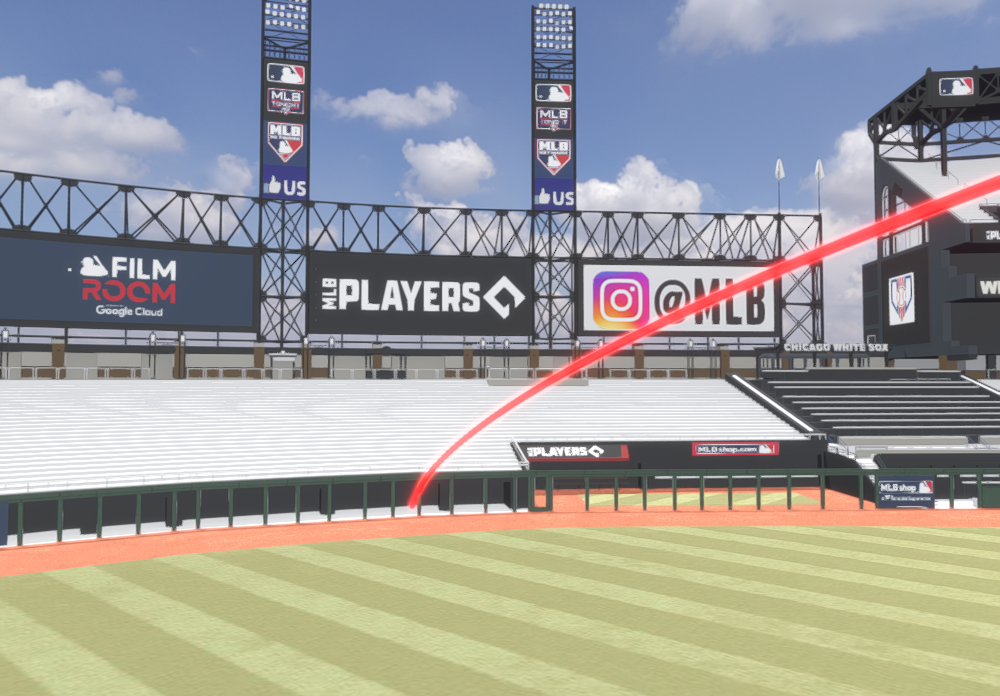 MLB
MLB
US
MLB
MLB
US
FILM
ROOM
Google Cloud
MLB PLAYERS
@MLB
CHICAGO WHITE SOX
PLAYERS
MLB shop.com
MLB shop